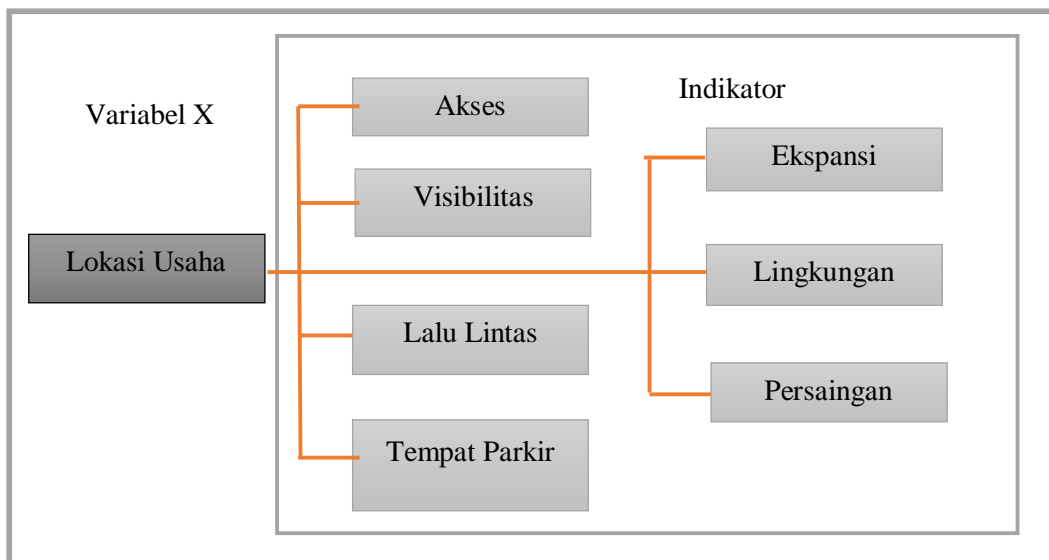 Variabel X
Lokasi Usaha
Akses
Visibilitas
Lalu Lintas
Tempat Parkir
Indikator
Ekspansi
Lingkungan
Persaingan